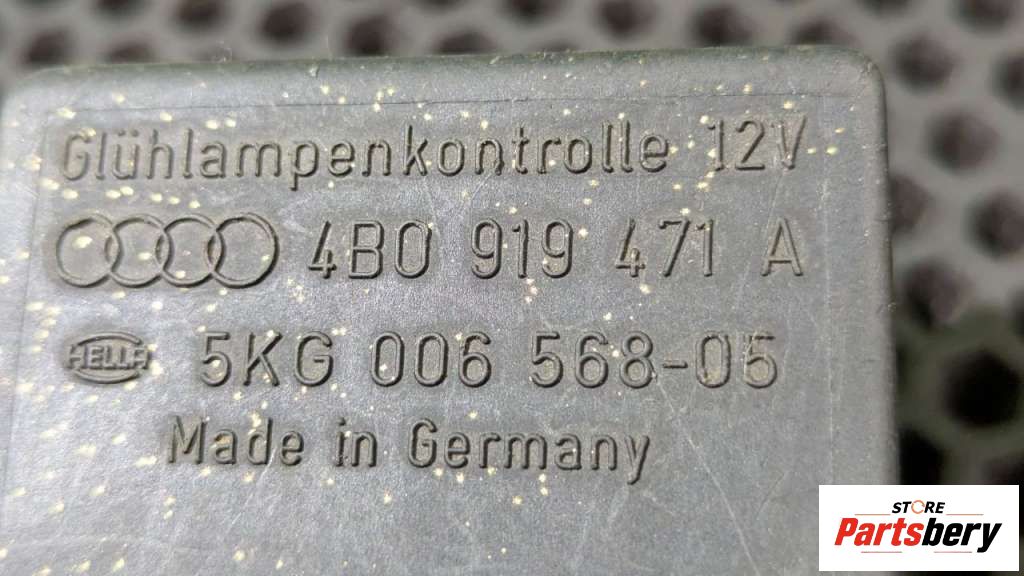 Glühlampenkontrolle 12V
4B0 919 471 A
HELLA 5KG 006 568-05
Made in Germany
STORE
Partsbery